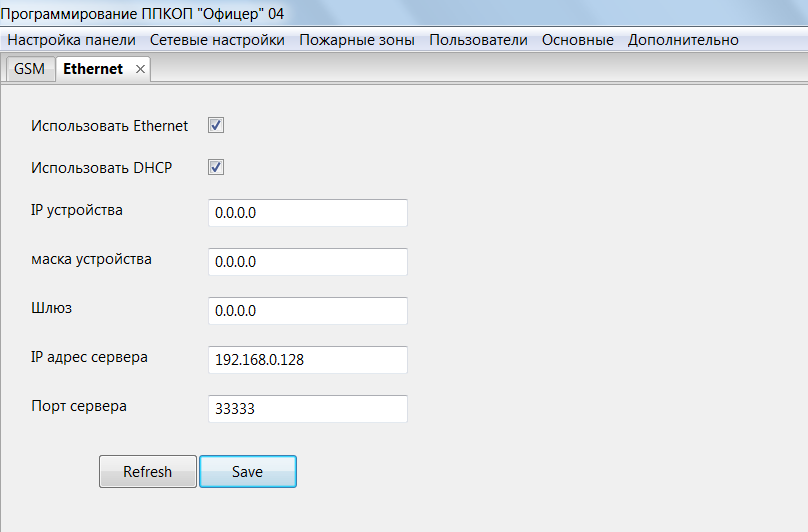 Программирование ППКОП "Офицер" 04
Настройка панели Сетевые настройки Пожарные зоны Пользователи Основные Дополнительно
GSM Ethernet
Использовать Ethernet
Использовать DHCP
IP устройства 0.0.0.0
маска устройства 0.0.0.0
Шлюз 0.0.0.0
IP адрес сервера 192.168.0.128
Порт сервера 33333
Refresh Save